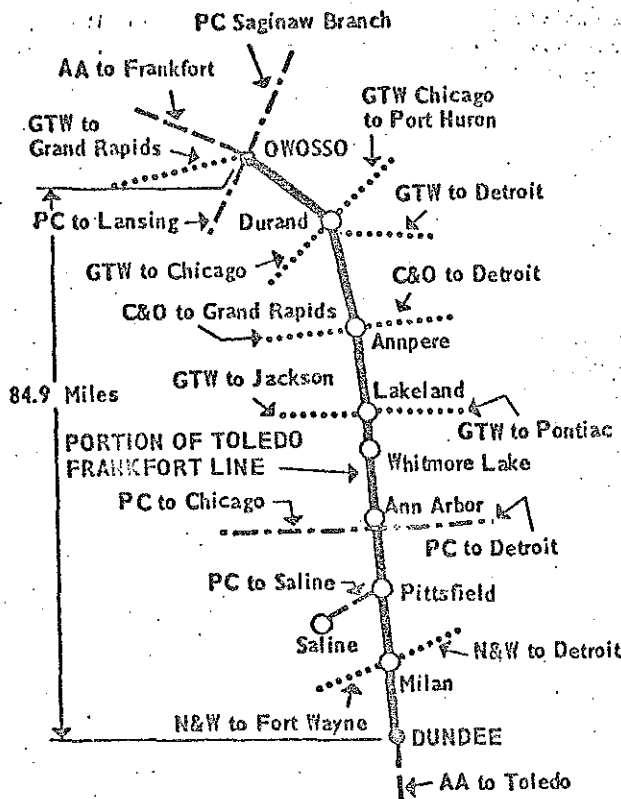 PC Saginaw Branch
AA to Frankfort
GTW Chicago
to Port Huron
GTW to
Grand Rapids
OWOSSO
GTW to Detroit
PC to Lansing
Durand
GTW to Chicago
C&O to Detroit
C&O to Grand Rapids
Annpere
84.9 Miles
GTW to Jackson
Lakeland
GTW to Pontiac
PORTION OF TOLEDO
FRANKFORT LINE
Whitmore Lake
PC to Chicago
Ann Arbor
PC to Detroit
PC to Saline
Pittsfield
Saline
N&W to Detroit
Milan
N&W to Fort Wayne
DUNDEE
AA to Toledo